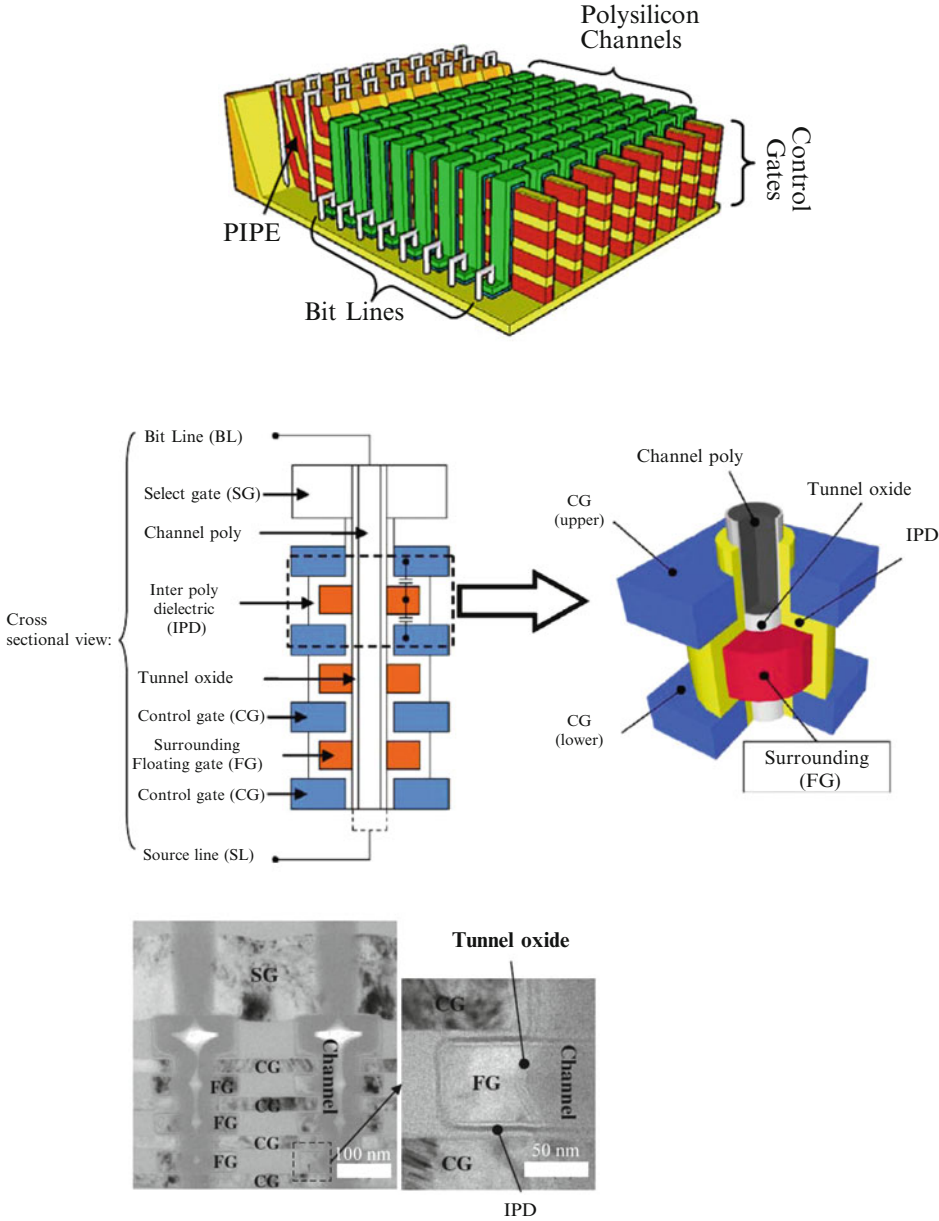 Polysilicon
Channels
Control
Gates
PIPE
Bit Lines
Cross
sectional view:
Bit Line (BL)
Select gate (SG)
Channel poly
Inter poly
dielectric
(IPD)
Tunnel oxide
Control gate (CG)
Surrounding
Floating gate (FG)
Control gate (CG)
Source line (SL)
Channel poly
Tunnel oxide
CG
(upper)
IPD
CG
(lower)
Surrounding
(FG)
SG
CG
Channel
FG
CG
FG
CG
FG
CG
100 nm
Tunnel oxide
CG
FG
Channel
CG
50 nm
IPD